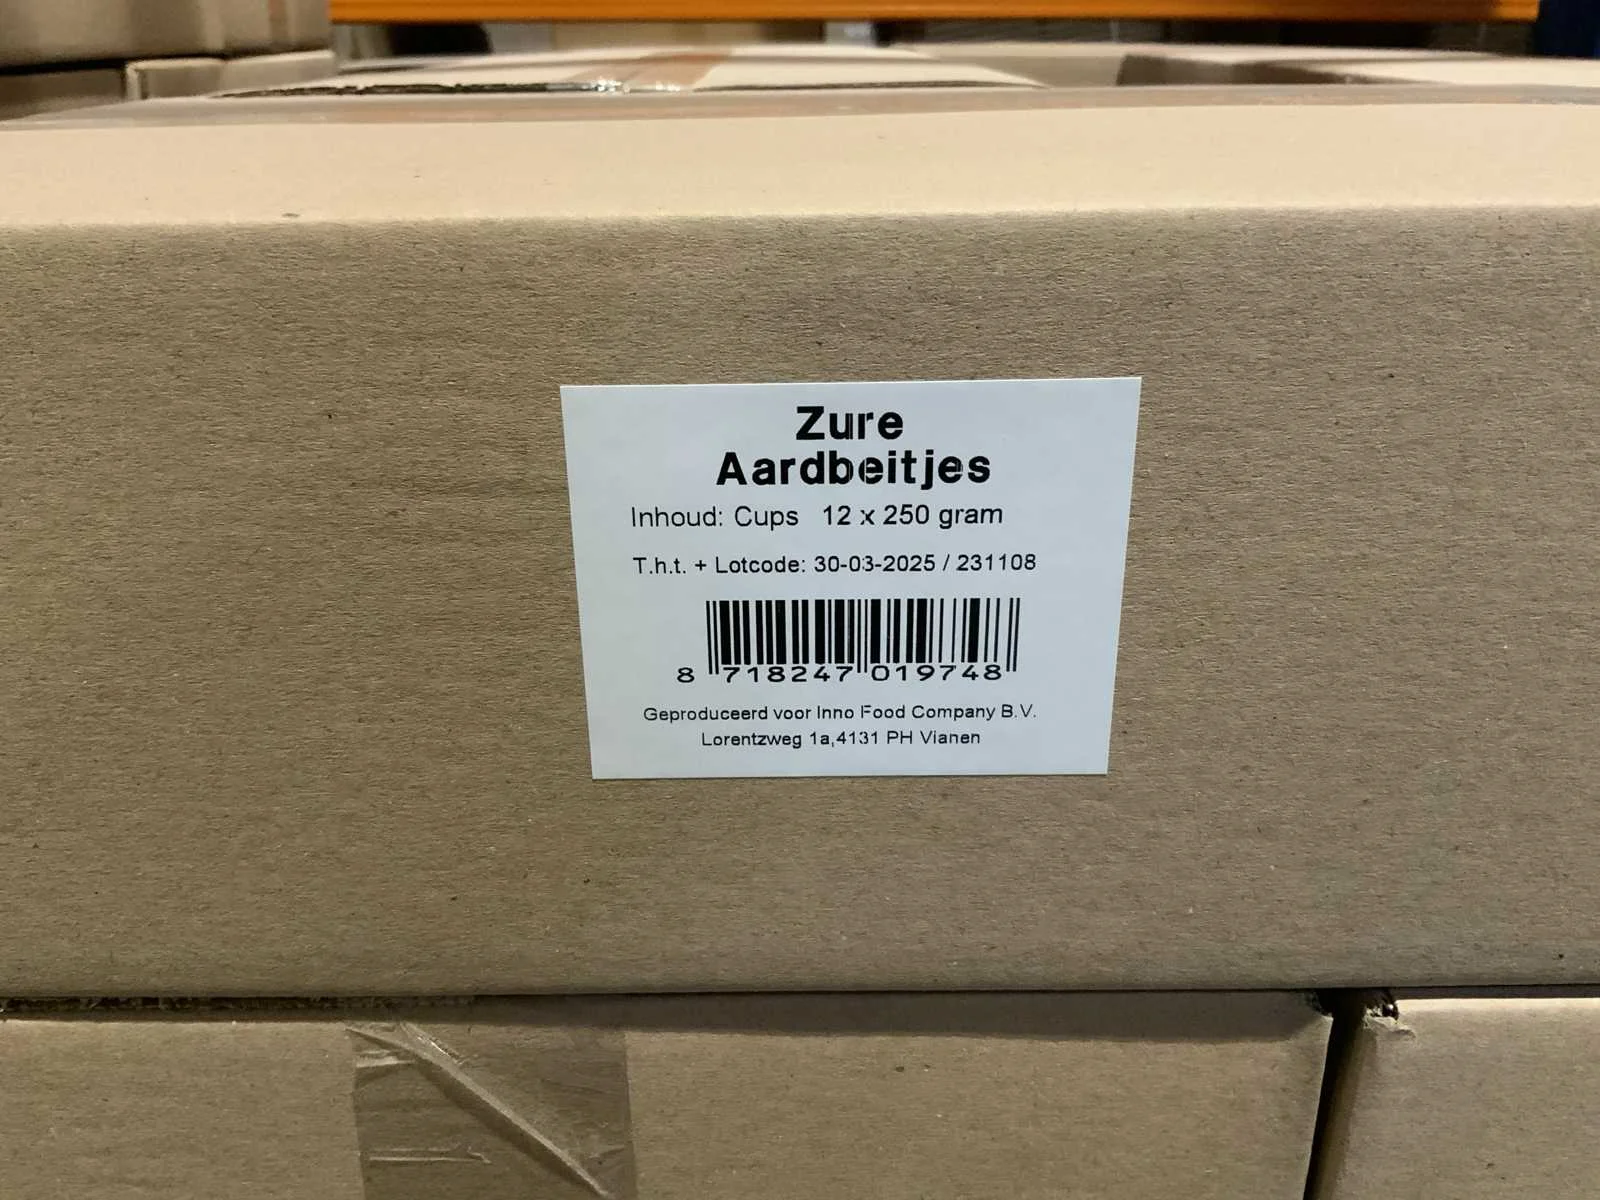 Zure
Aardbeitjes
Inhoud: Cups 12 x 250 gram
T.h.t. + Lotcode: 30-03-2025 / 231108
8 718247 019748
Geproduceerd voor Inno Food Company B.V.
Lorentzweg 1a,4131 PH Vianen